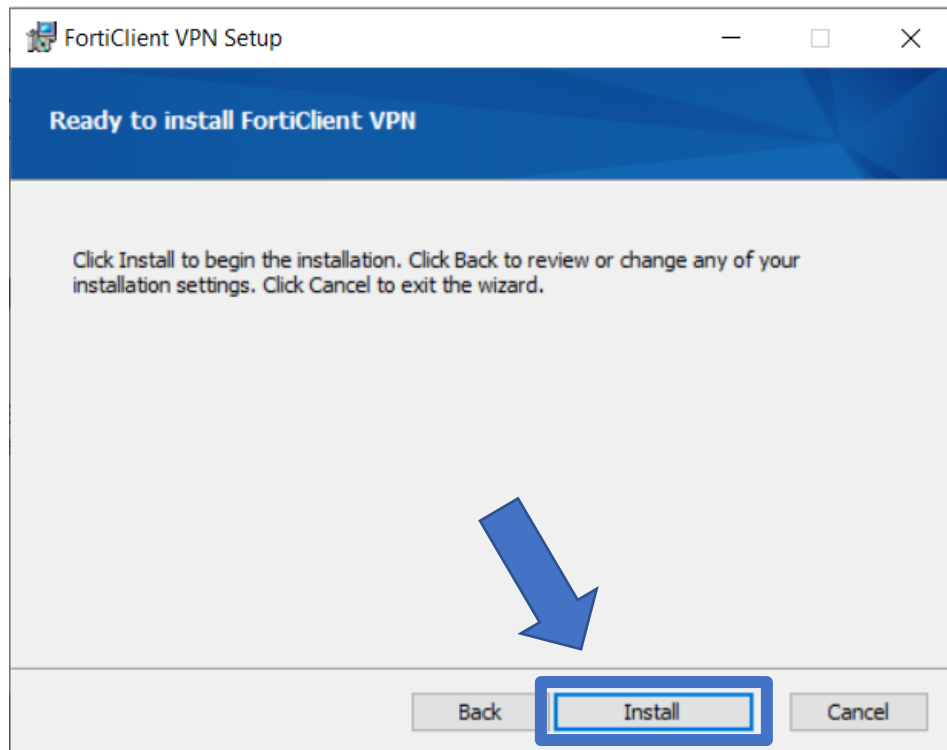 FortiClient VPN Setup
Ready to install FortiClient VPN
Click Install to begin the installation. Click Back to review or change any of your
installation settings. Click Cancel to exit the wizard.
Back Install Cancel